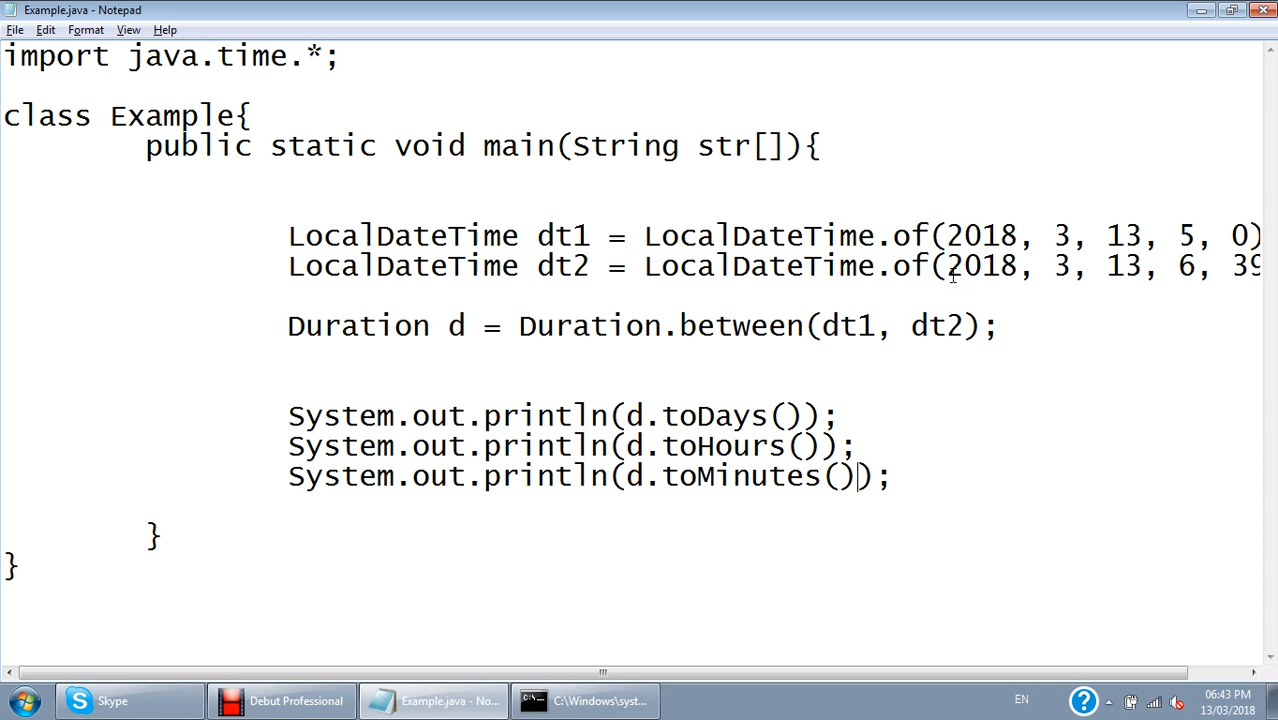 Example.java - Notepad
File Edit Format View Help
import java.time.*;
class Example{
public static void main(String str[]){
LocalDateTime dt1 = LocalDateTime.of(2018, 3, 13, 5, 0)
LocalDateTime dt2 = LocalDateTime.of(2018, 3, 13, 6, 39
Duration d = Duration.between(dt1, dt2);
System.out.println(d.toDays());
System.out.println(d.toHours());
System.out.println(d.toMinutes());
}
}
Skype Debut Professional Example.java - No... C:\Windows\syst... EN 06:43 PM
13/03/2018